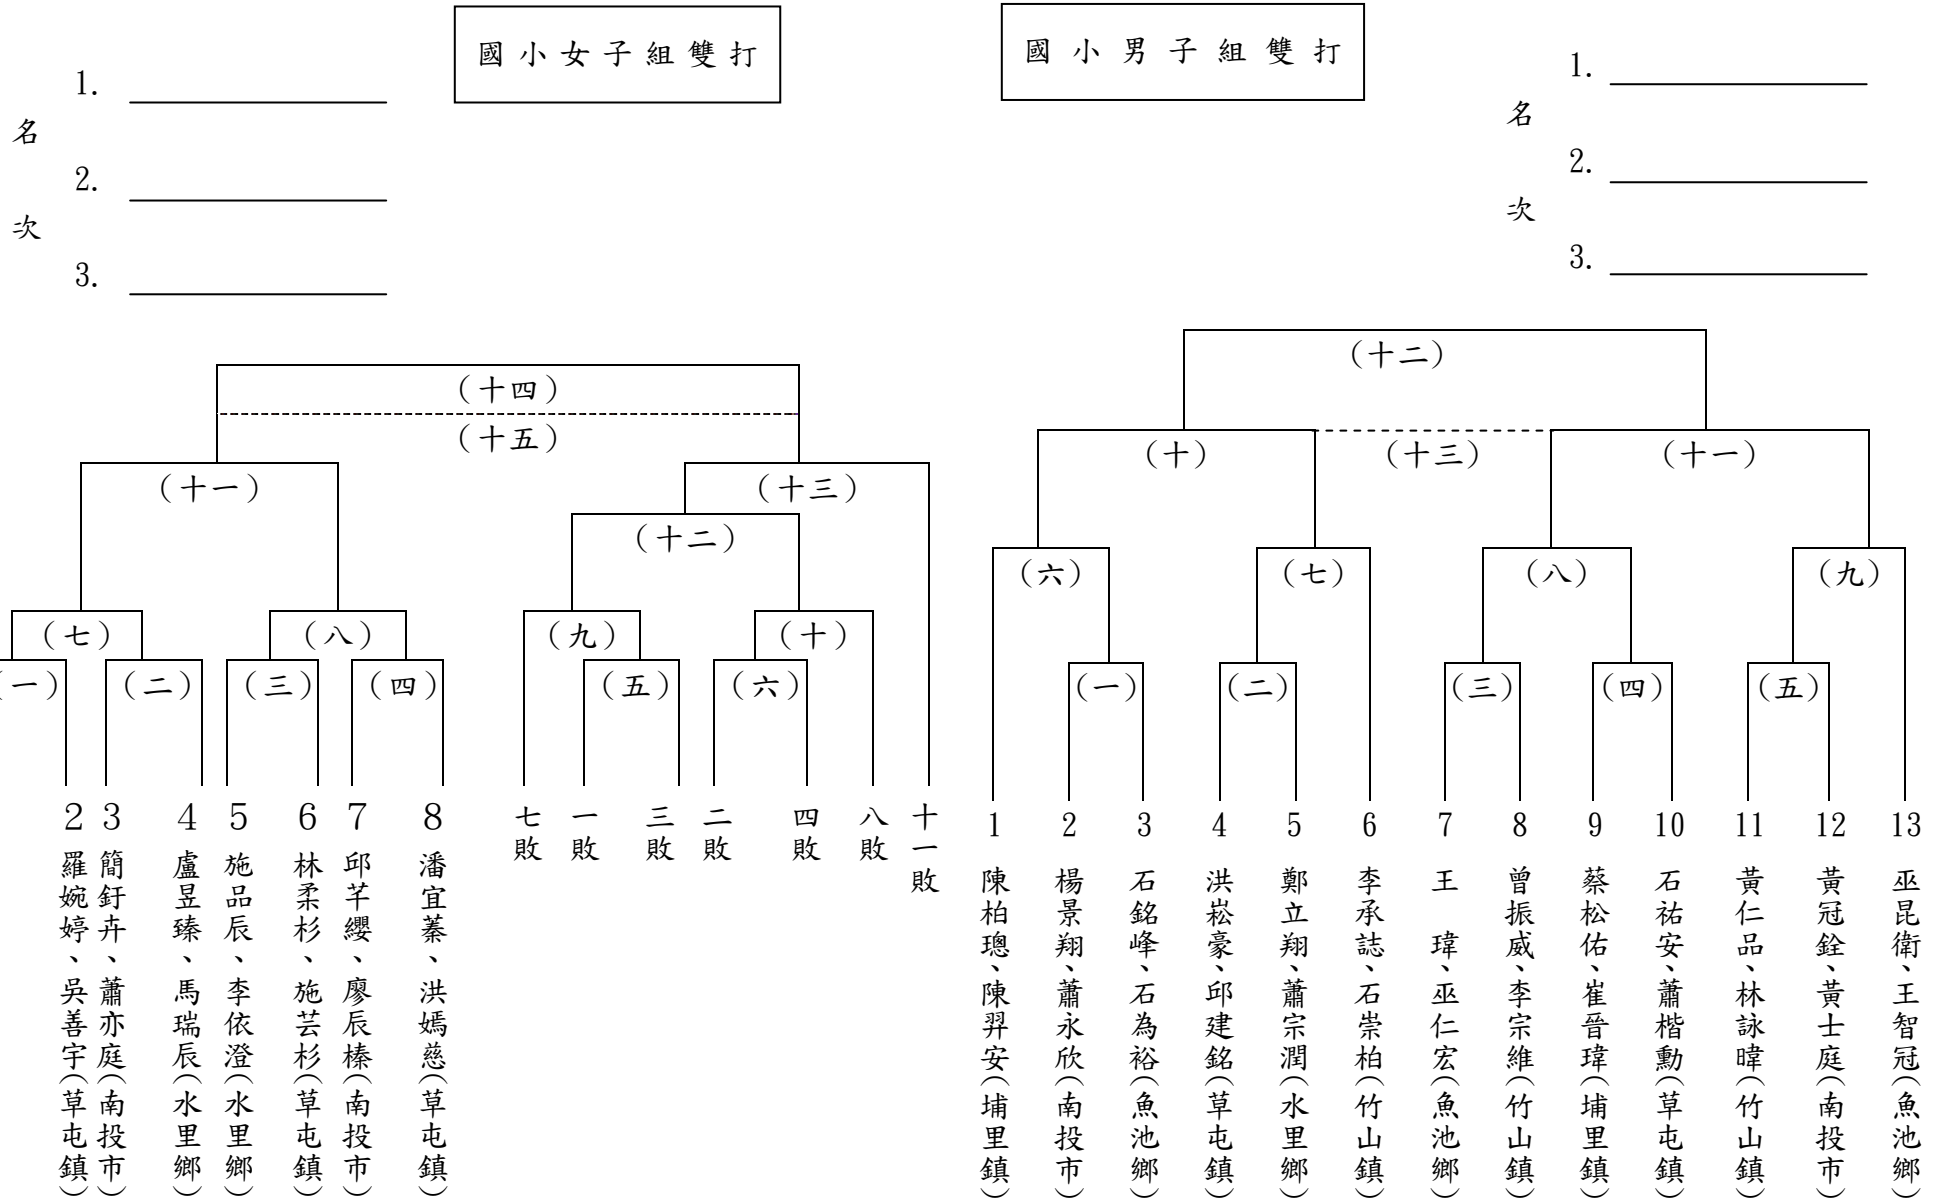 國小女子組雙打
1.
名
2.
次
3.
(十四)
(十五)
(十一)
(十三)
(十二)
(七)
(八)
(九)
(十)
(一)
(二)
(三)
(四)
(五)
(六)
2 羅婉婷、吳善宇(草屯鎮)
3 簡釪卉、蕭亦庭(南投市)
4 盧昱臻、馬瑞辰(水里鄉)
5 施品辰、李依澄(水里鄉)
6 林柔杉、施芸杉(草屯鎮)
7 邱芊纓、廖辰榛(南投市)
8 潘宜蓁、洪嫣慈(草屯鎮)
七敗
一敗
三敗
二敗
四敗
八敗
十一敗
國小男子組雙打
1.
名
2.
次
3.
(十二)
(十)
(十三)
(十一)
(六)
(七)
(八)
(九)
(一)
(二)
(三)
(四)
(五)
1 陳柏璁、陳羿安(埔里鎮)
2 楊景翔、蕭永欣(南投市)
3 石銘峰、石為裕(魚池鄉)
4 洪崧豪、邱建銘(草屯鎮)
5 鄭立翔、蕭宗潤(水里鄉)
6 李承誌、石崇柏(竹山鎮)
7 王　瑋、巫仁宏(魚池鄉)
8 曾振威、李宗維(竹山鎮)
9 蔡松佑、崔晉瑋(埔里鎮)
10 石祐安、蕭楷勳(草屯鎮)
11 黃仁品、林詠暐(竹山鎮)
12 黃冠銓、黃士庭(南投市)
13 巫昆衛、王智冠(魚池鄉)